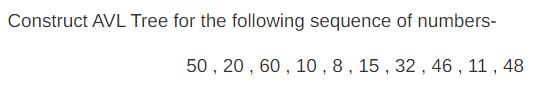 Construct AVL Tree for the following sequence of numbers-
50 , 20 , 60 , 10 , 8 , 15 , 32 , 46 , 11 , 48